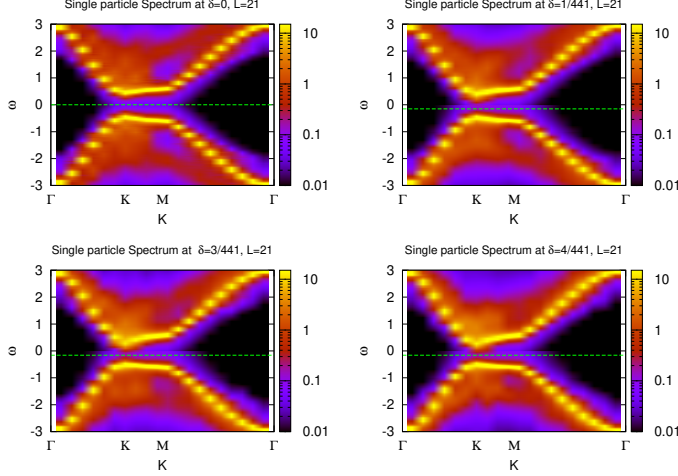 Single particle Spectrum at δ=0, L=21
3
2
1
0
-1
-2
-3
ω
Γ
K
M
Γ
K
10
1
0.1
0.01
Single particle Spectrum at δ=1/441, L=21
3
2
1
0
-1
-2
-3
ω
Γ
K
M
Γ
K
10
1
0.1
0.01
Single particle Spectrum at δ=3/441, L=21
3
2
1
0
-1
-2
-3
ω
Γ
K
M
Γ
K
10
1
0.1
0.01
Single particle Spectrum at δ=4/441, L=21
3
2
1
0
-1
-2
-3
ω
Γ
K
M
Γ
K
10
1
0.1
0.01